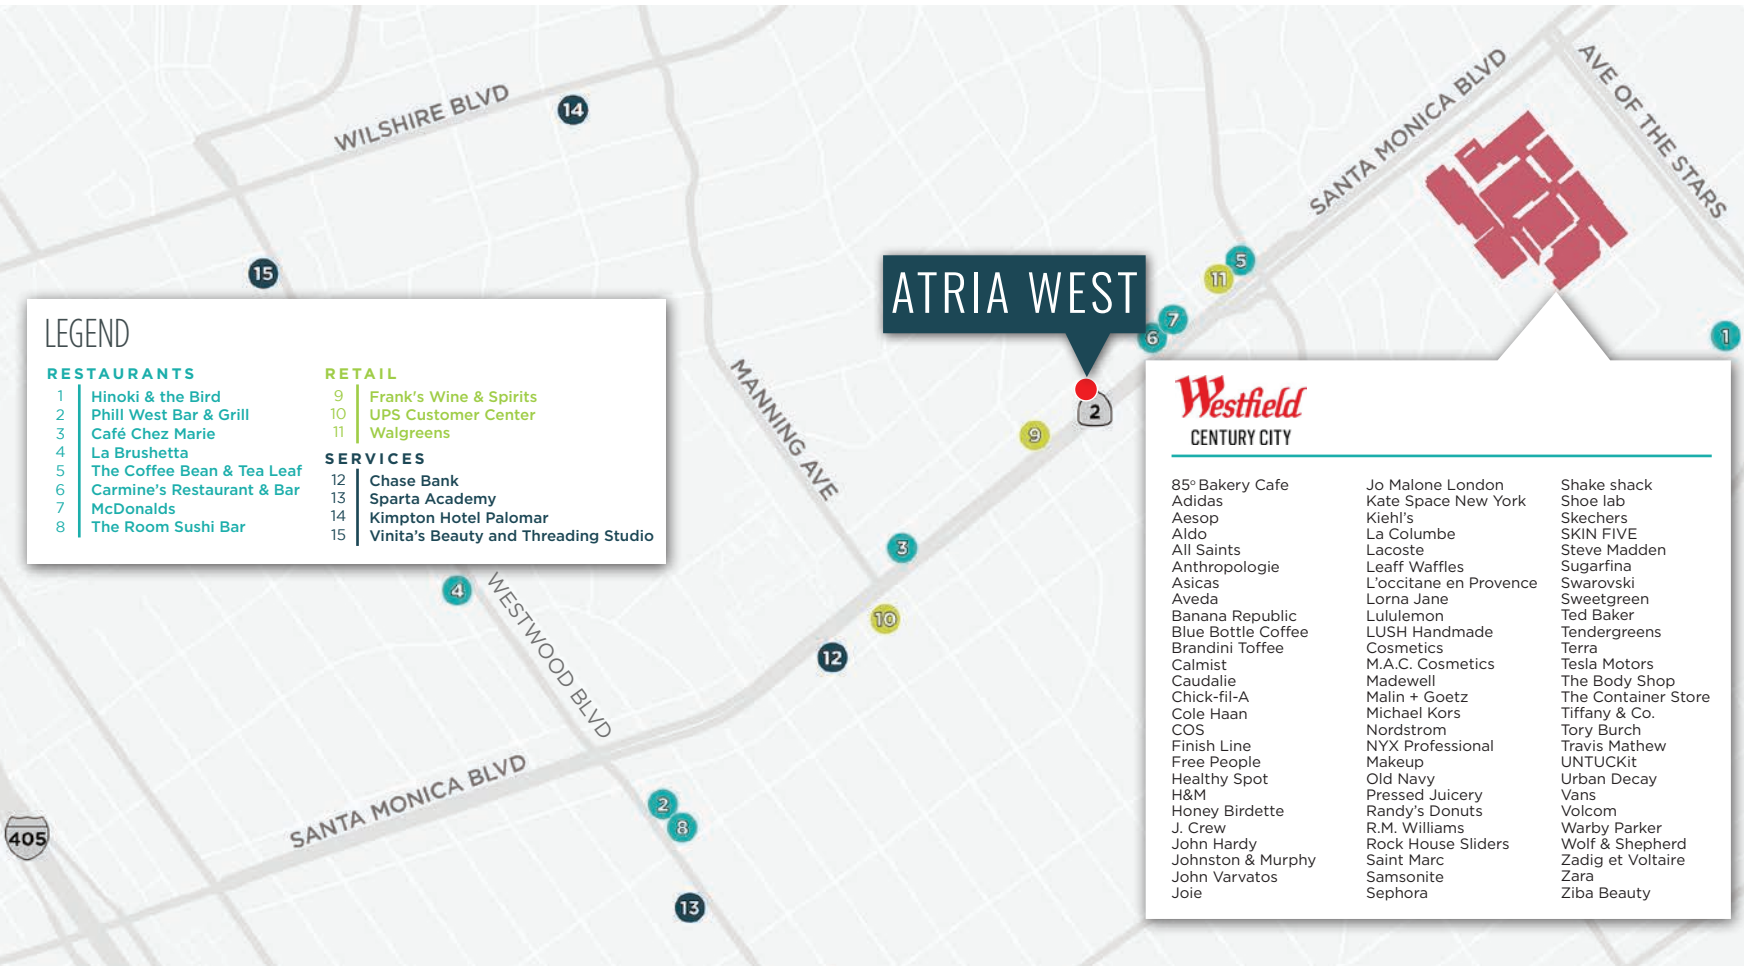 WILSHIRE BLVD
14
SANTA MONICA BLVD
AVE OF THE STARS
15
ATRIA WEST
5
11
7
6
1
2
9
MANNING AVE
3
10
12
4
WESTWOOD BLVD
SANTA MONICA BLVD
2
8
13
405
LEGEND
RESTAURANTS
1 Hinoki & the Bird
2 Phill West Bar & Grill
3 Café Chez Marie
4 La Brushetta
5 The Coffee Bean & Tea Leaf
6 Carmine's Restaurant & Bar
7 McDonalds
8 The Room Sushi Bar
RETAIL
9 Frank's Wine & Spirits
10 UPS Customer Center
11 Walgreens
SERVICES
12 Chase Bank
13 Sparta Academy
14 Kimpton Hotel Palomar
15 Vinita's Beauty and Threading Studio
Westfield
CENTURY CITY
85º Bakery Cafe
Adidas
Aesop
Aldo
All Saints
Anthropologie
Asicas
Aveda
Banana Republic
Blue Bottle Coffee
Brandini Toffee
Calmist
Caudalie
Chick-fil-A
Cole Haan
COS
Finish Line
Free People
Healthy Spot
H&M
Honey Birdette
J. Crew
John Hardy
Johnston & Murphy
John Varvatos
Joie
Jo Malone London
Kate Space New York
Kiehl's
La Columbe
Lacoste
Leaff Waffles
L'occitane en Provence
Lorna Jane
Lululemon
LUSH Handmade
Cosmetics
M.A.C. Cosmetics
Madewell
Malin + Goetz
Michael Kors
Nordstrom
NYX Professional
Makeup
Old Navy
Pressed Juicery
Randy's Donuts
R.M. Williams
Rock House Sliders
Saint Marc
Samsonite
Sephora
Shake shack
Shoe lab
Skechers
SKIN FIVE
Steve Madden
Sugarfina
Swarovski
Sweetgreen
Ted Baker
Tendergreens
Terra
Tesla Motors
The Body Shop
The Container Store
Tiffany & Co.
Tory Burch
Travis Mathew
UNTUCKit
Urban Decay
Vans
Volcom
Warby Parker
Wolf & Shepherd
Zadig et Voltaire
Zara
Ziba Beauty